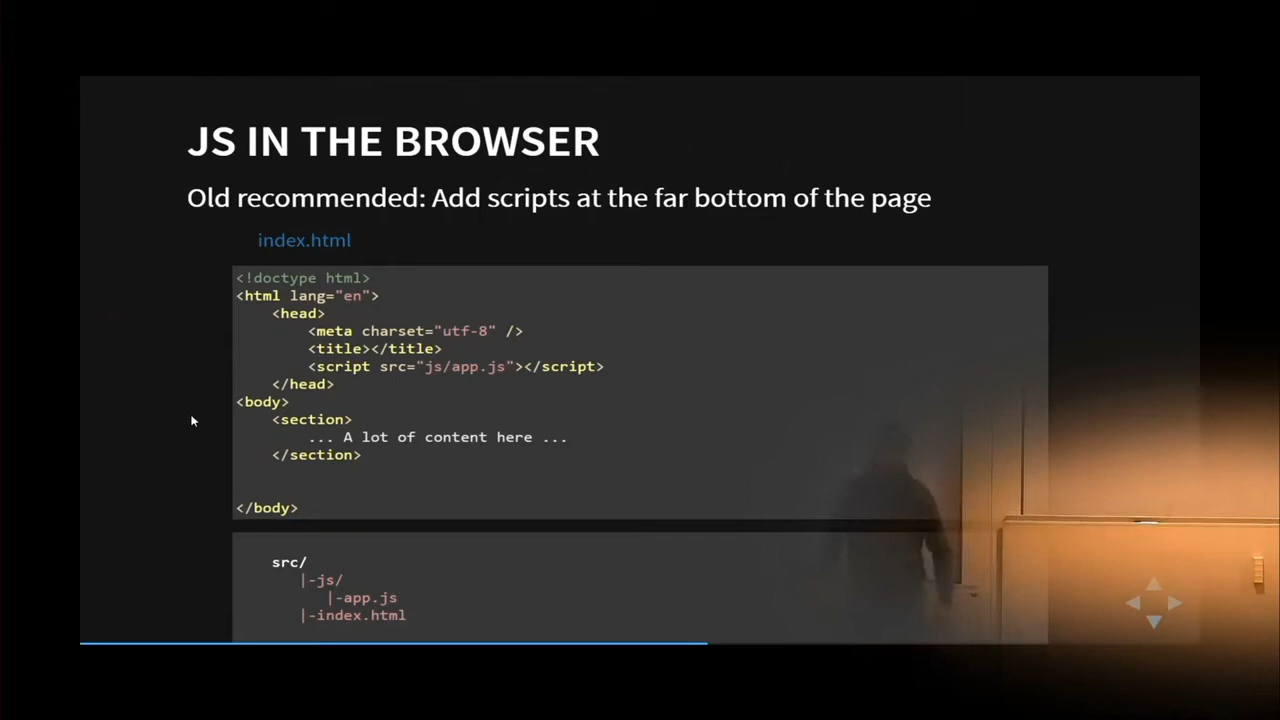 JS IN THE BROWSER
Old recommended: Add scripts at the far bottom of the page
index.html
<!doctype html>
<html lang="en">
    <head>
        <meta charset="utf-8" />
        <title></title>
        <script src="js/app.js"></script>
    </head>
<body>
    <section>
        ... A lot of content here ...
    </section>
</body>
src/
|-js/
|-app.js
|-index.html